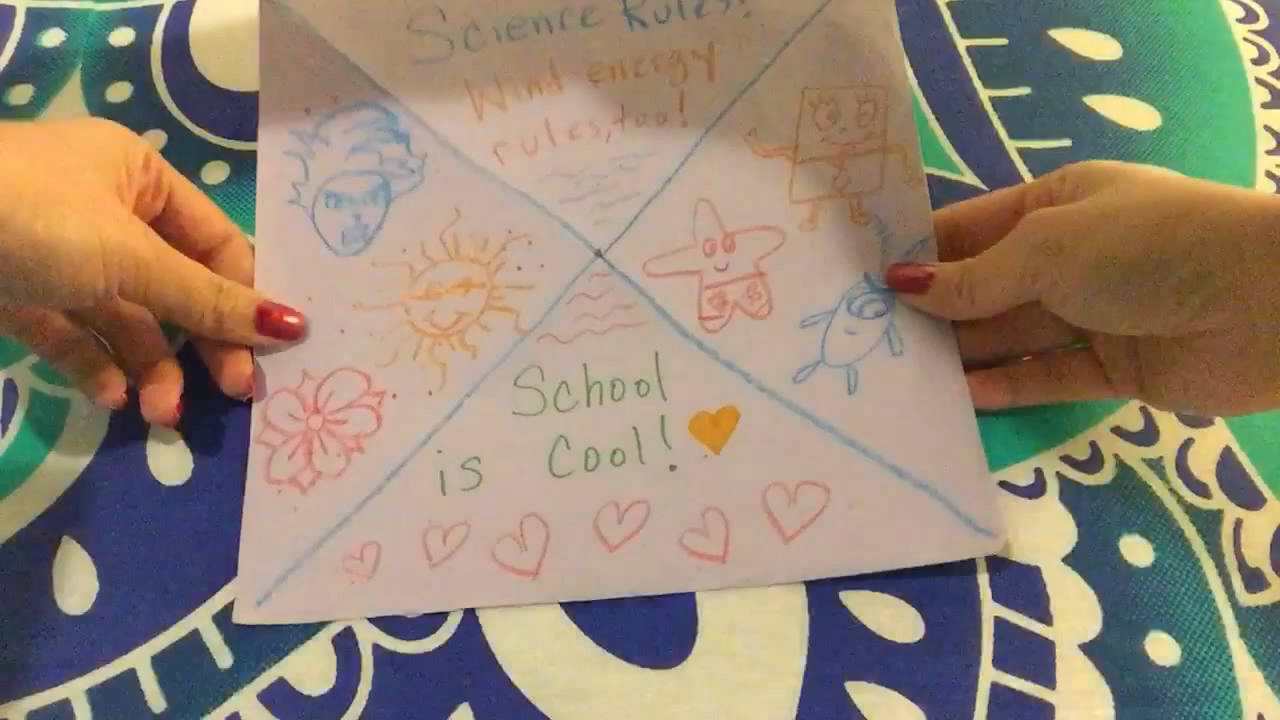 Science Rules!
Wind energy
rules, too!
School
is Cool!